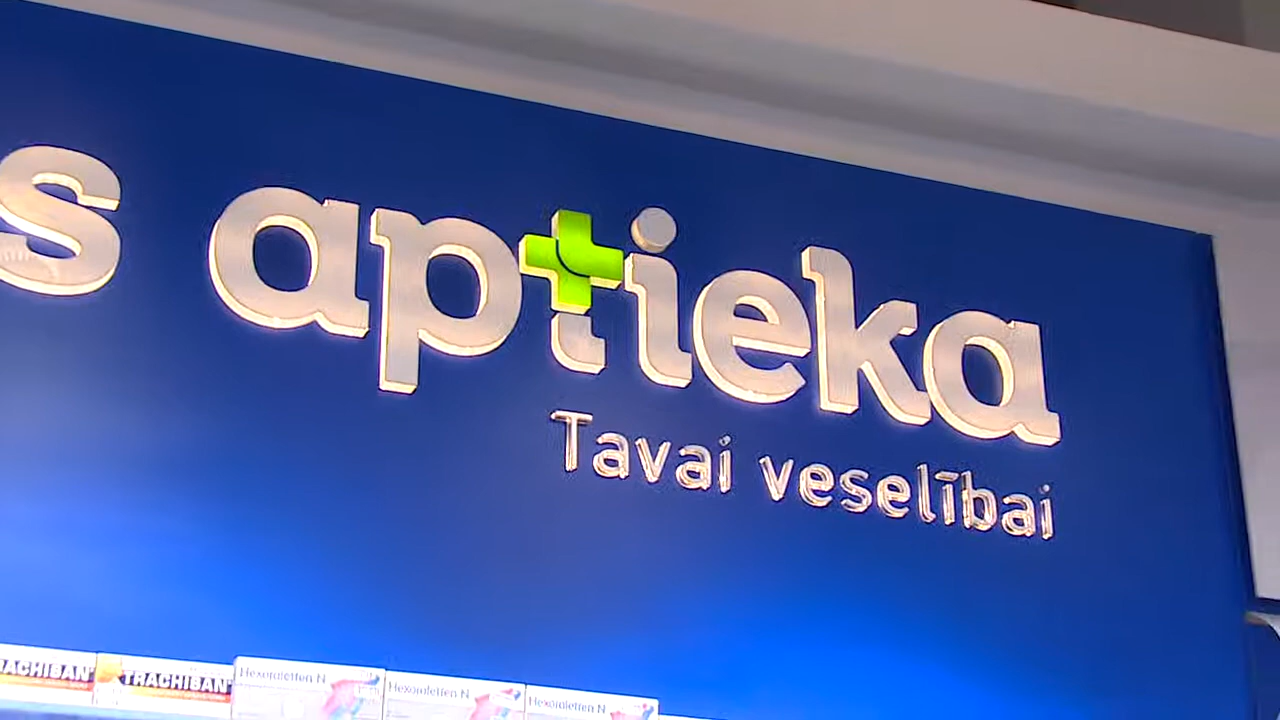 s aptieka
Tavai veselībai
TRACHISAN TRACHISAN Hexoraletten N Hexoraletten N Hexoraletten N